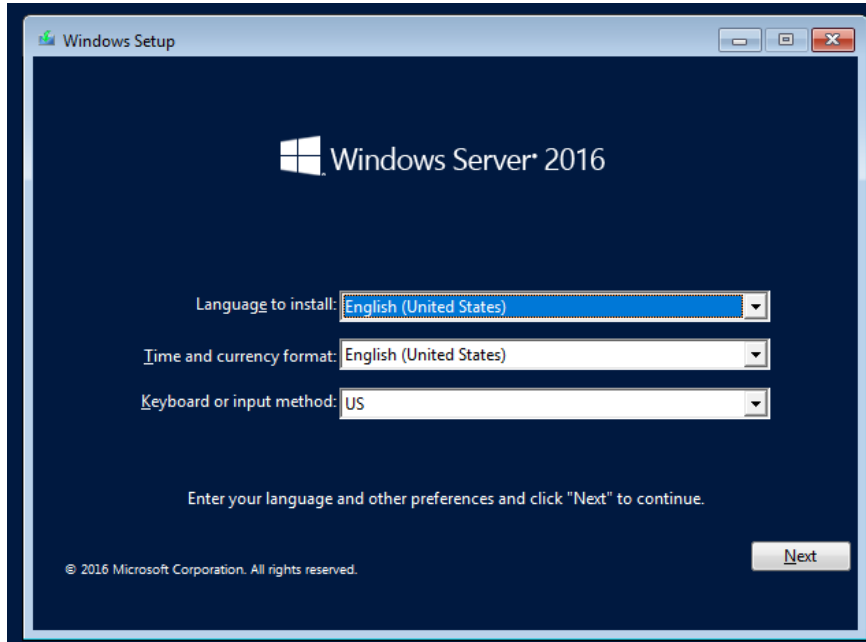 Windows Setup
Windows Server® 2016
Language to install: English (United States)
Time and currency format: English (United States)
Keyboard or input method: US
Enter your language and other preferences and click "Next" to continue.
Next
© 2016 Microsoft Corporation. All rights reserved.